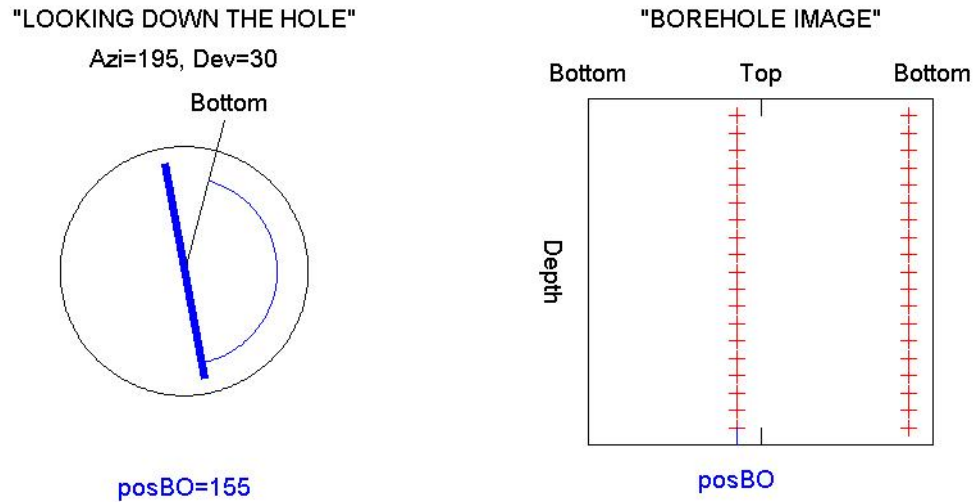 "LOOKING DOWN THE HOLE"
Azi=195, Dev=30
Bottom
posBO=155
"BOREHOLE IMAGE"
Bottom Top Bottom
Depth
posBO